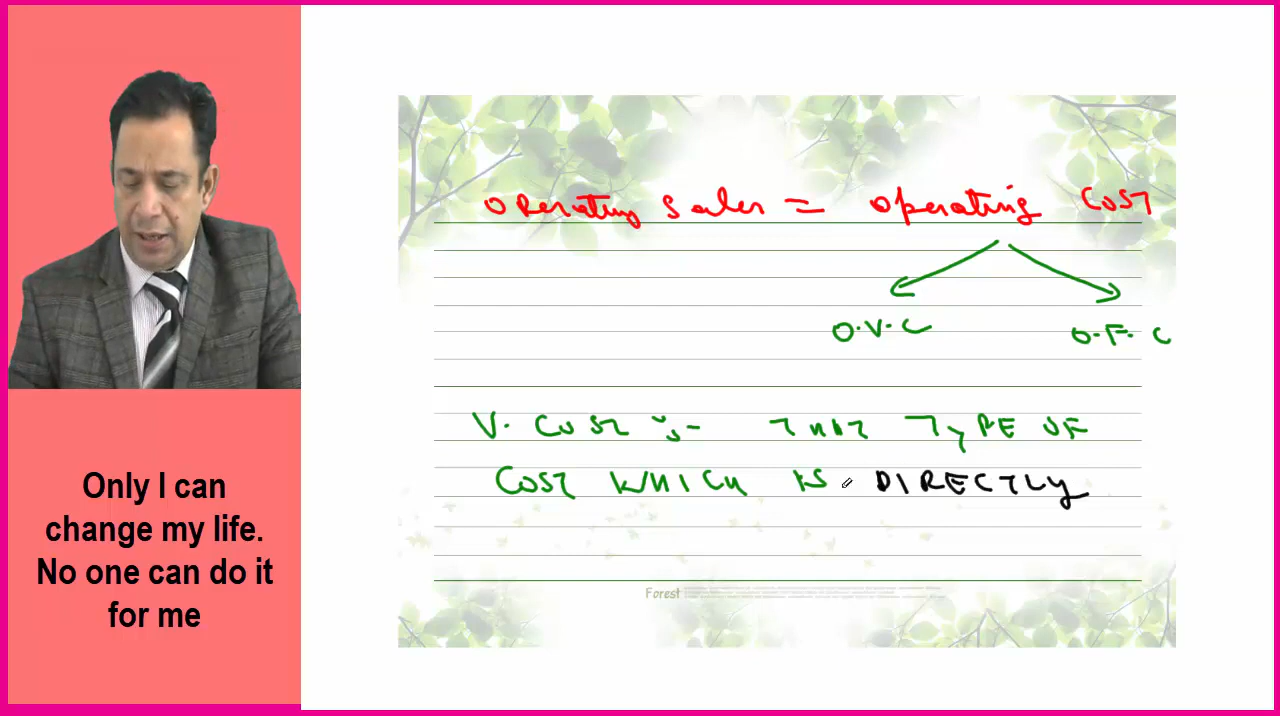 Operating Sales = Operating COST
O.V.C
O.F.C
V. COST :- THAT TYPE OF
COST WHICH IS DIRECTLY
Forest
Only I can
change my life.
No one can do it
for me